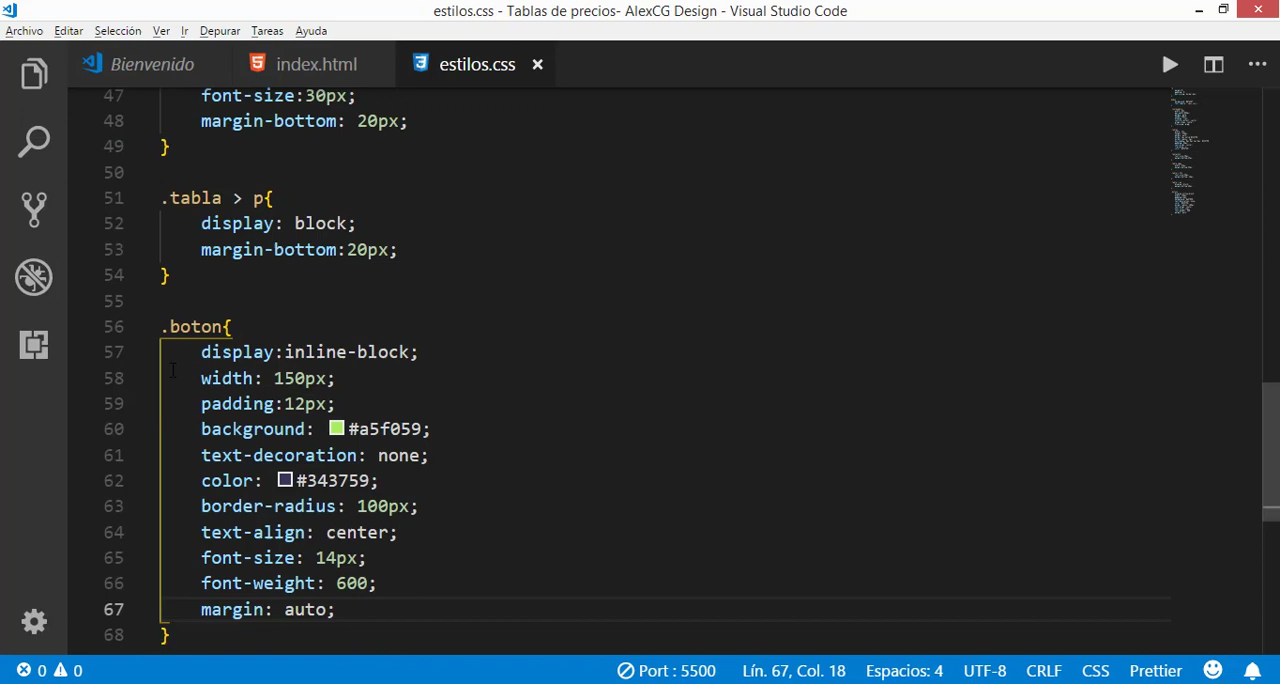 estilos.css - Tablas de precios- AlexCG Design - Visual Studio Code
Archivo Editar Selección Ver Ir Depurar Tareas Ayuda
Bienvenido index.html estilos.css
47 font-size:30px;
48 margin-bottom: 20px;
49 }
50
51 .tabla > p{
52 display: block;
53 margin-bottom:20px;
54 }
55
56 .boton{
57 display:inline-block;
58 width: 150px;
59 padding:12px;
60 background: #a5f059;
61 text-decoration: none;
62 color: #343759;
63 border-radius: 100px;
64 text-align: center;
65 font-size: 14px;
66 font-weight: 600;
67 margin: auto;
68 }
0 0 Port : 5500 Lín. 67, Col. 18 Espacios: 4 UTF-8 CRLF CSS Prettier